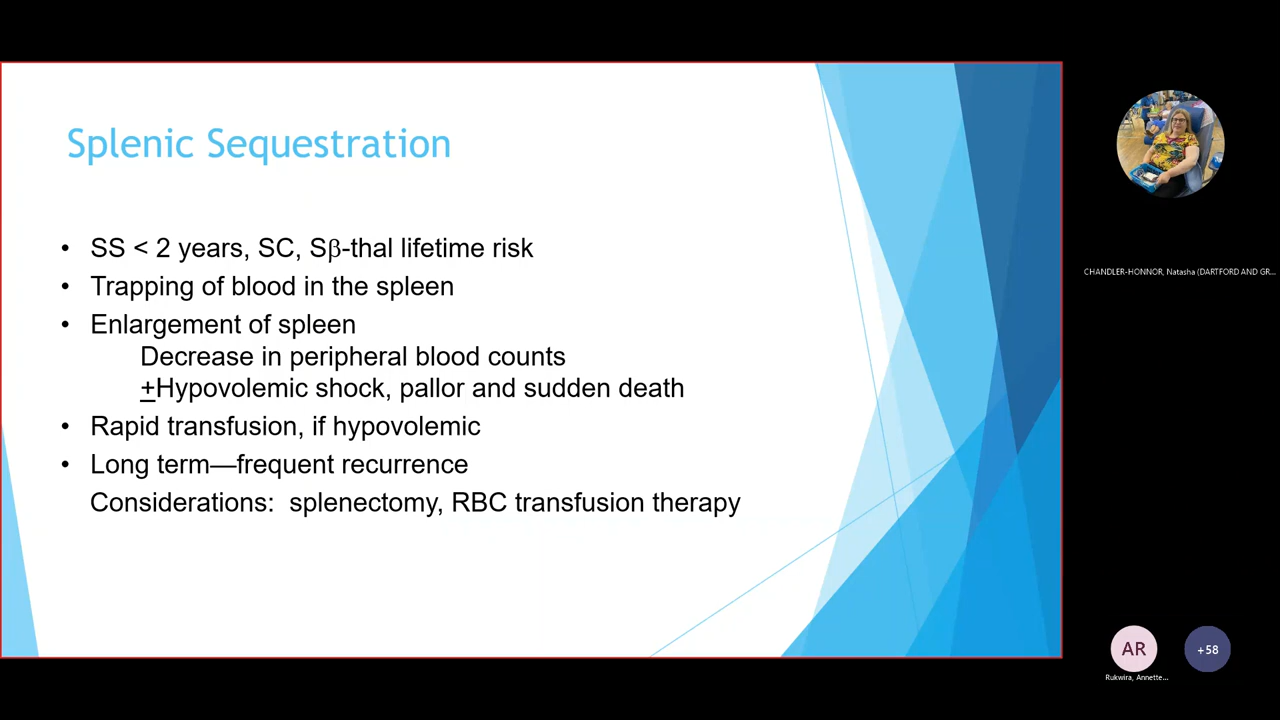 Splenic Sequestration
• SS < 2 years, SC, Sβ-thal lifetime risk
• Trapping of blood in the spleen
• Enlargement of spleen
Decrease in peripheral blood counts
+Hypovolemic shock, pallor and sudden death
• Rapid transfusion, if hypovolemic
• Long term—frequent recurrence
Considerations:  splenectomy, RBC transfusion therapy
CHANDLER-HONNOR, Natasha (DARTFORD AND GR...
AR
+58
Rukwira, Annette...